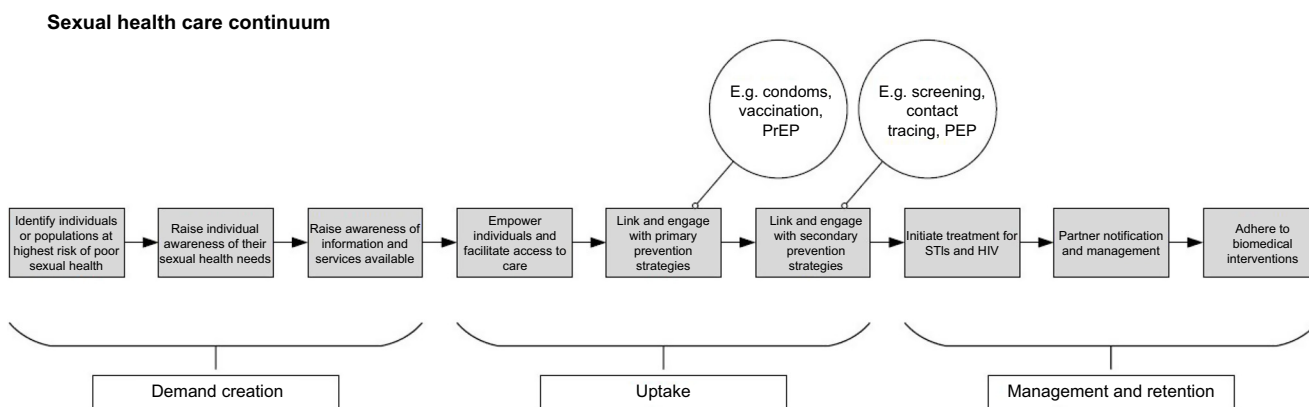 Sexual health care continuum
E.g. condoms,
vaccination,
PrEP
E.g. screening,
contact
tracing, PEP
Identify individuals
or populations at
highest risk of poor
sexual health
Raise individual
awareness of their
sexual health needs
Raise awareness of
information and
services available
Empower
individuals and
facilitate access to
care
Link and engage
with primary
prevention
strategies
Link and engage
with secondary
prevention
strategies
Initiate treatment for
STIs and HIV
Partner notification
and management
Adhere to
biomedical
interventions
Demand creation
Uptake
Management and retention